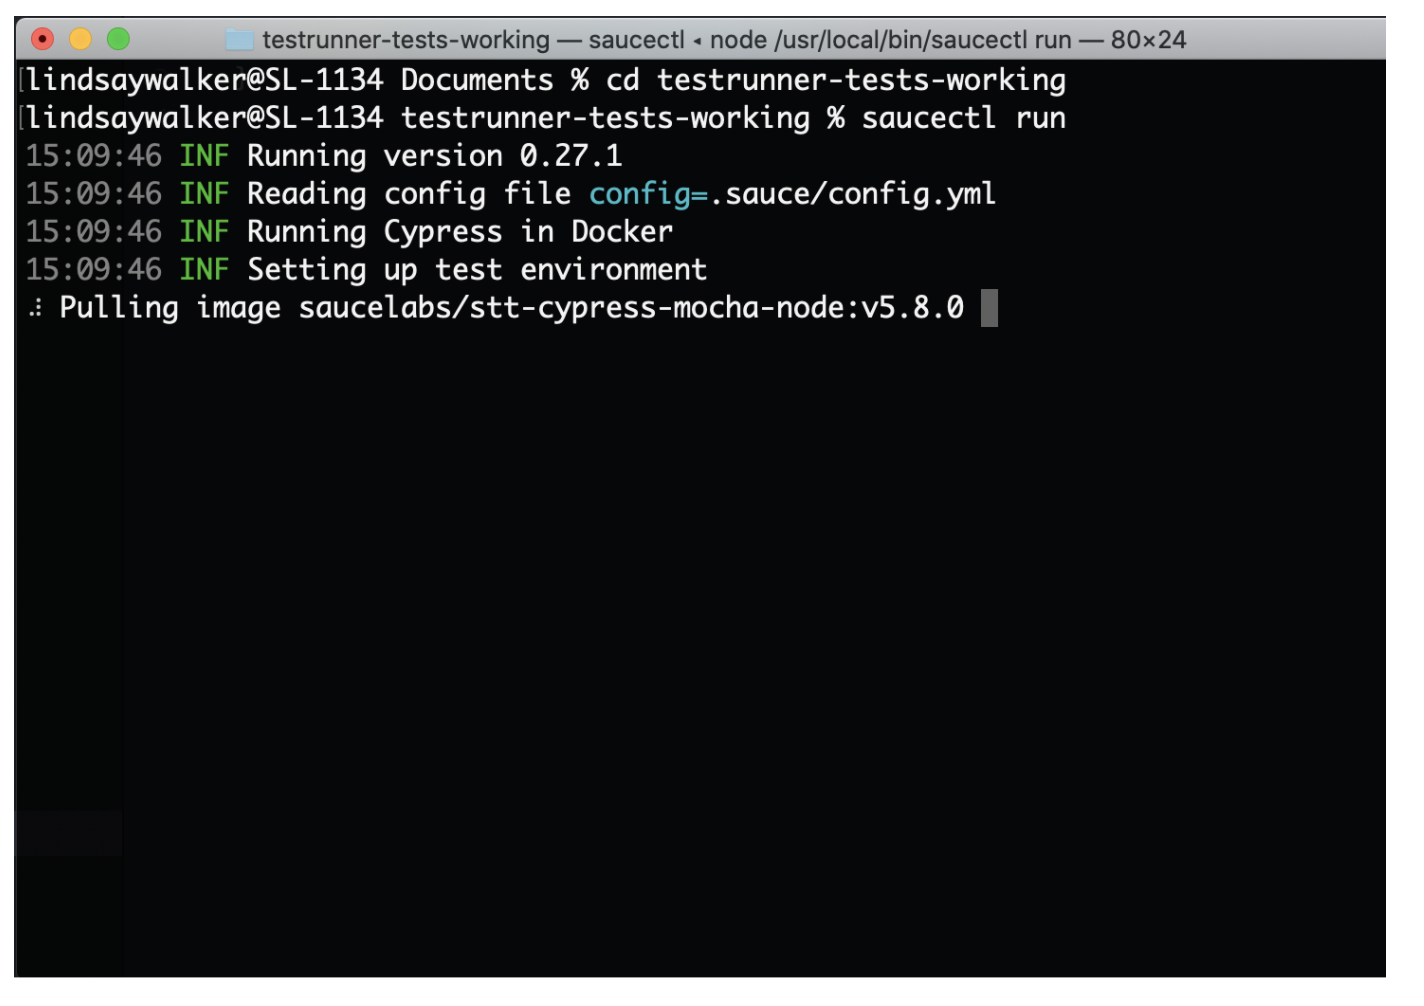 testrunner-tests-working — saucectl ◂ node /usr/local/bin/saucectl run — 80×24
[lindsaywalker@SL-1134 Documents % cd testrunner-tests-working
[lindsaywalker@SL-1134 testrunner-tests-working % saucectl run
15:09:46 INF Running version 0.27.1
15:09:46 INF Reading config file config=.sauce/config.yml
15:09:46 INF Running Cypress in Docker
15:09:46 INF Setting up test environment
⠼ Pulling image saucelabs/stt-cypress-mocha-node:v5.8.0